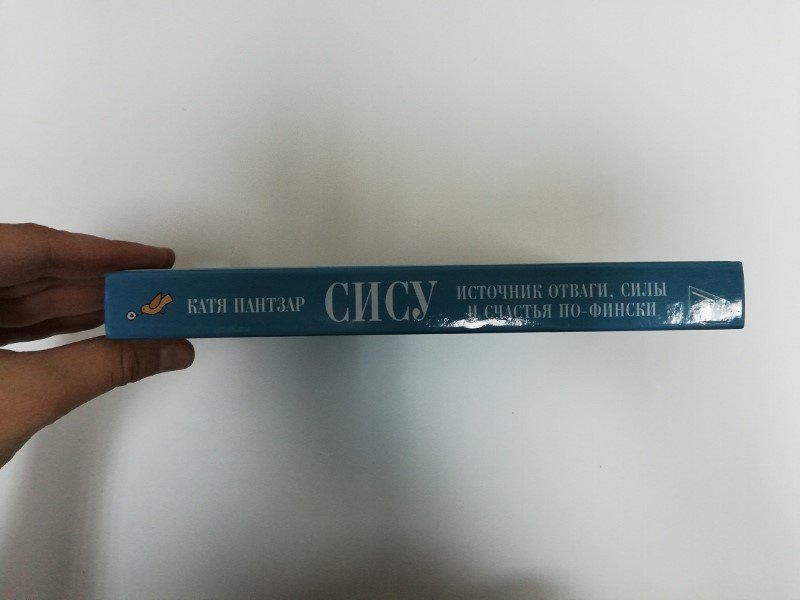 КАТЯ ПАНТЗАР
СИСУ
ИСТОЧНИК ОТВАГИ, СИЛЫ
И СЧАСТЬЯ ПО-ФИНСКИ